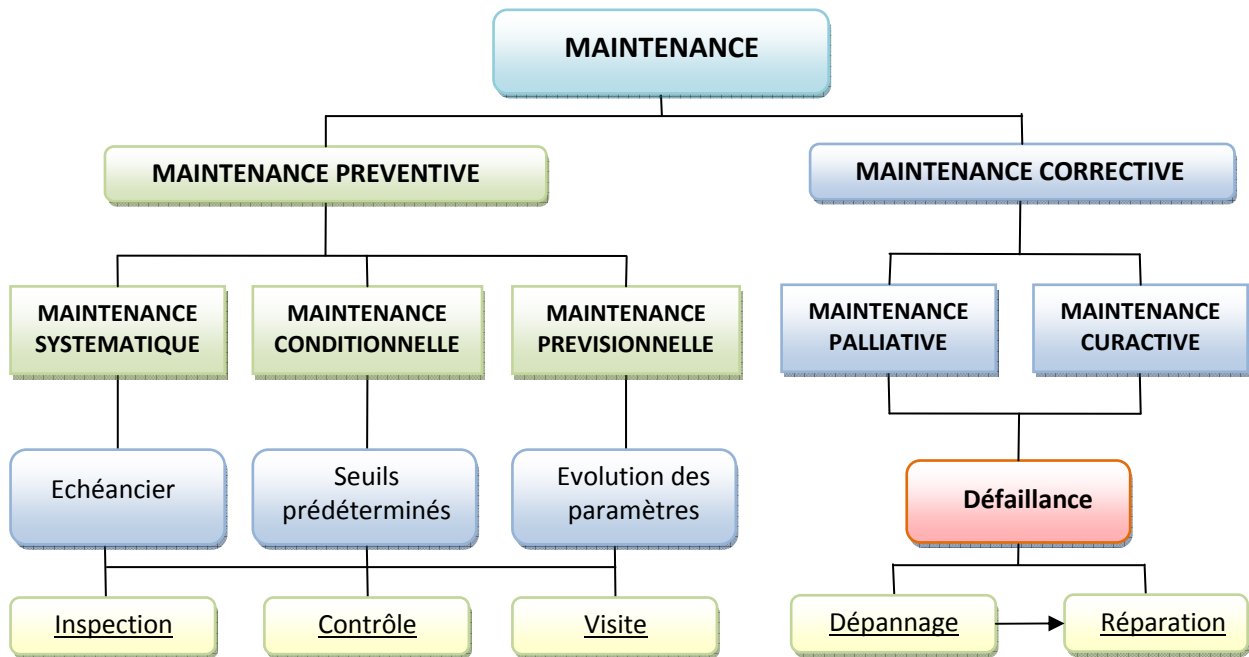 MAINTENANCE
MAINTENANCE PREVENTIVE
MAINTENANCE CORRECTIVE
MAINTENANCE
SYSTEMATIQUE
MAINTENANCE
CONDITIONNELLE
MAINTENANCE
PREVISIONNELLE
MAINTENANCE
PALLIATIVE
MAINTENANCE
CURACTIVE
Echéancier
Seuils
prédéterminés
Evolution des
paramètres
Défaillance
Inspection
Contrôle
Visite
Dépannage
Réparation